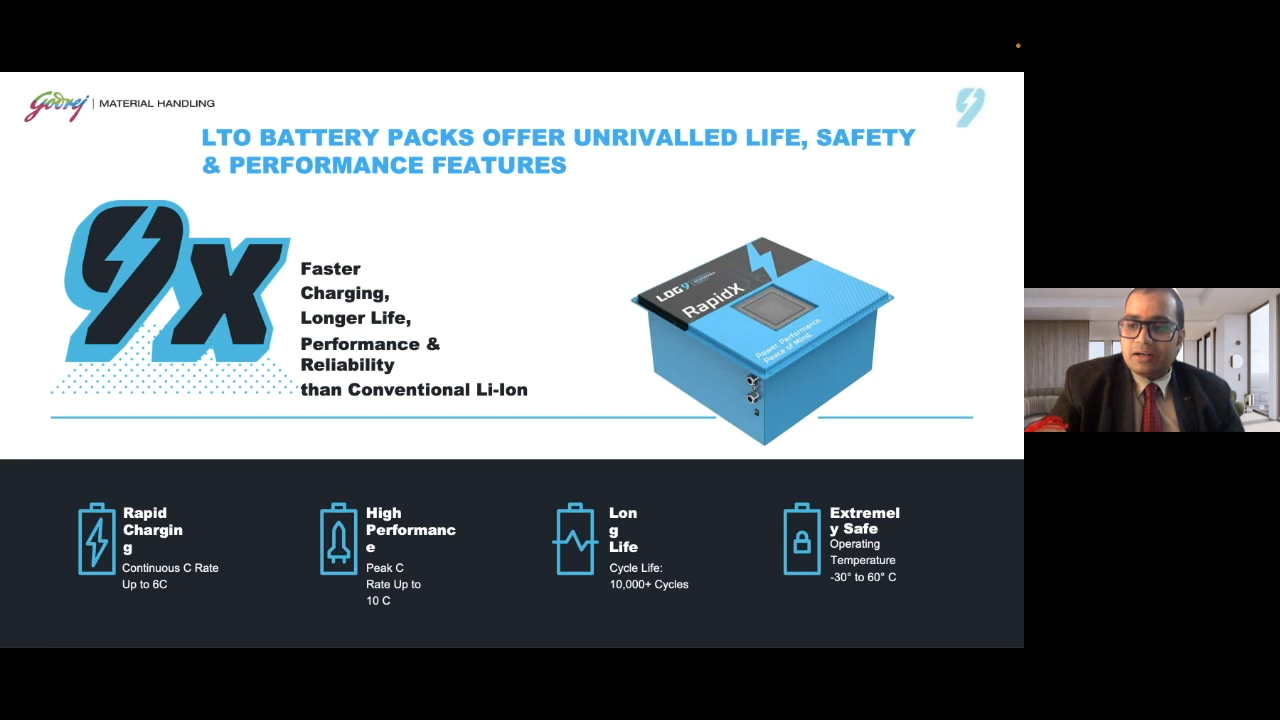 Godrej | MATERIAL HANDLING
9
LTO BATTERY PACKS OFFER UNRIVALLED LIFE, SAFETY
& PERFORMANCE FEATURES
9x
Faster
Charging,
Longer Life,
Performance &
Reliability
than Conventional Li-Ion
LOG9
RapidX
Power. Performance.
Peace of Mind.
Rapid
Chargin
g
Continuous C Rate
Up to 6C
High
Performanc
e
Peak C
Rate Up to
10 C
Lon
g
Life
Cycle Life:
10,000+ Cycles
Extremel
y Safe
Operating
Temperature
-30° to 60° C